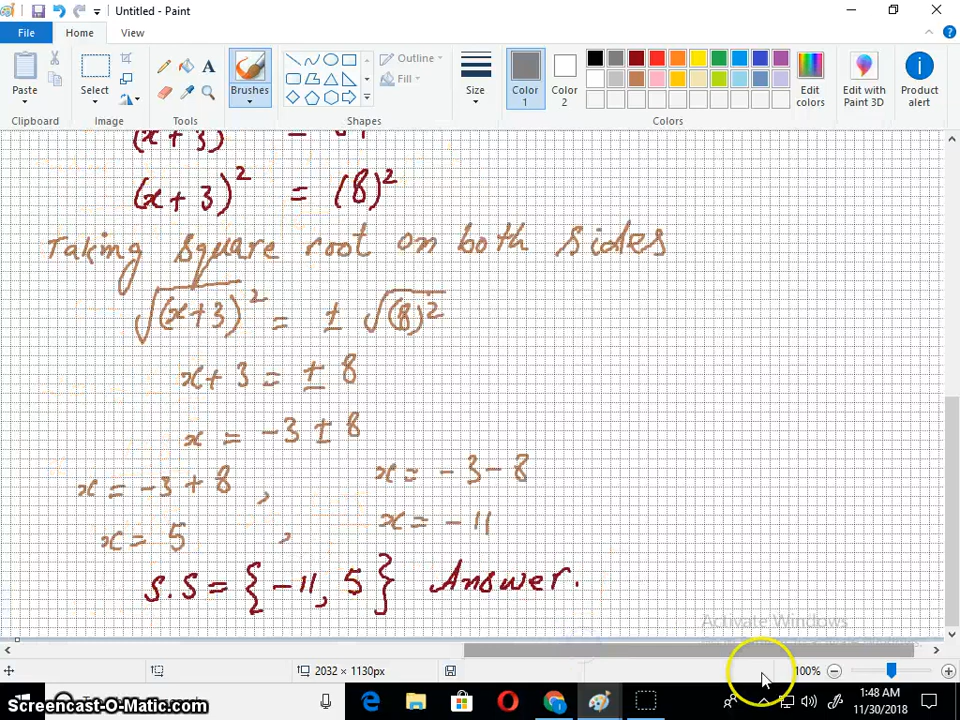 Untitled - Paint
File Home View
Paste Select Brushes Size Color 1 Color 2 Edit colors Edit with Paint 3D Product alert
Outline
Fill
Clipboard Image Tools Shapes Colors
(x+3)
(x+3)² = (8)²
Taking square root on both sides
√(x+3)² = ± √(8)²
x+3 = ± 8
x = -3 ± 8
x = -3 + 8 , x = -3 - 8
x = 5 , x = -11
S.S = {-11, 5} Answer.
Activate Windows
2032 × 1130px 100%
Screencast-O-Matic.com 1:48 AM
11/30/2018